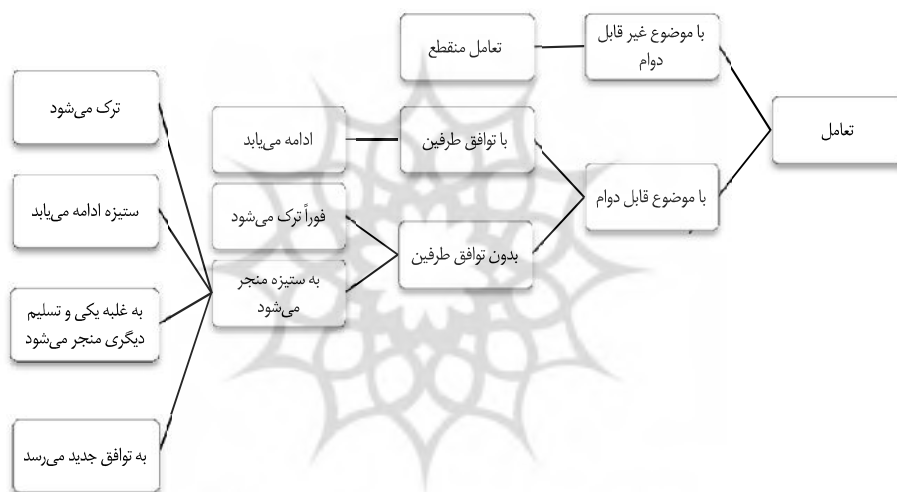 تعامل
با موضوع غیر قابل
دوام
تعامل منقطع
با موضوع قابل دوام
با توافق طرفین
ادامه می‌یابد
بدون توافق طرفین
فوراً ترک می‌شود
به ستیزه منجر
می‌شود
ترک می‌شود
ستیزه ادامه می‌یابد
به غلبه یکی و تسلیم
دیگری منجر می‌شود
به توافق جدید می‌رسد